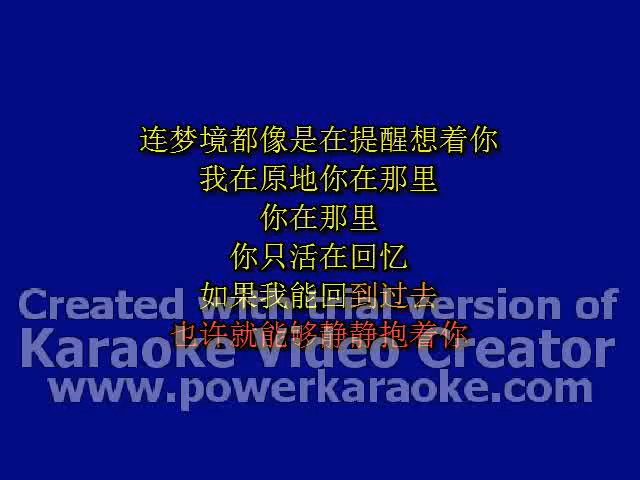 连梦境都像是在提醒想着你
我在原地你在那里
你在那里
你只活在回忆
如果我能回到过去
Created with trial version of
也许就能够静静抱着你
Karaoke Video Creator
www.powerkaraoke.com